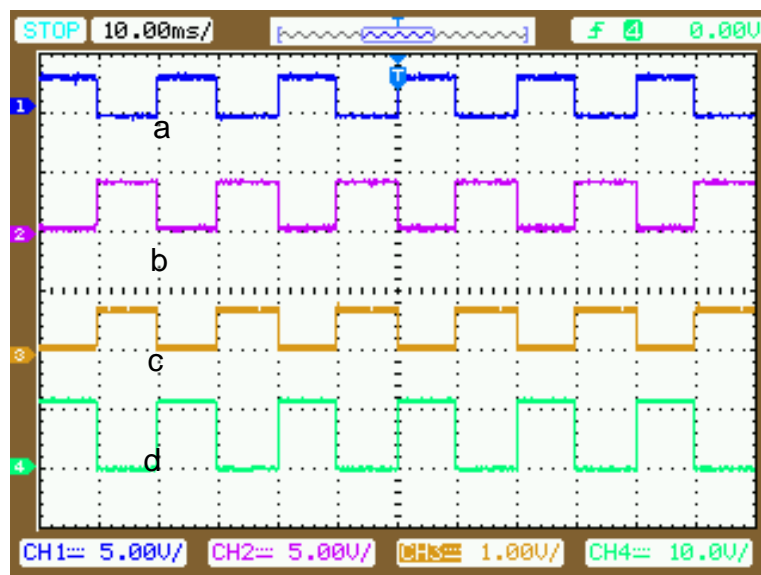 STOP 10.00ms/ T 4 0.00V
T
1
a
2
b
3
c
4
d
CH1 5.00V/ CH2 5.00V/ CH3 1.00V/ CH4 10.0V/